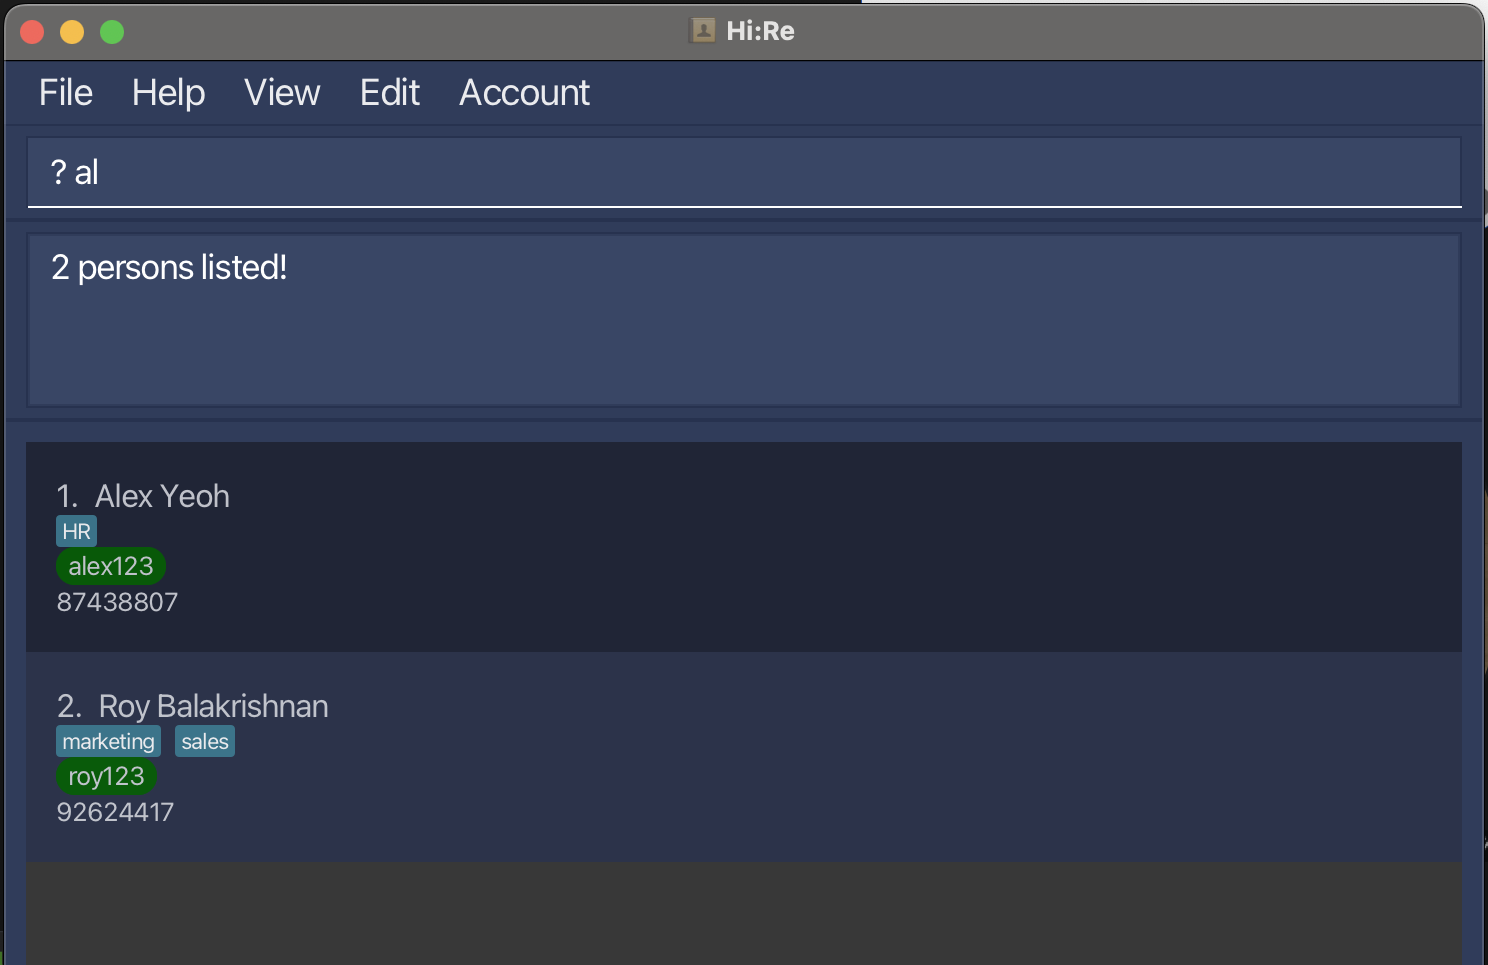 Hi:Re
File Help View Edit Account
? al
2 persons listed!
1. Alex Yeoh
HR
alex123
87438807
2. Roy Balakrishnan
marketing sales
roy123
92624417